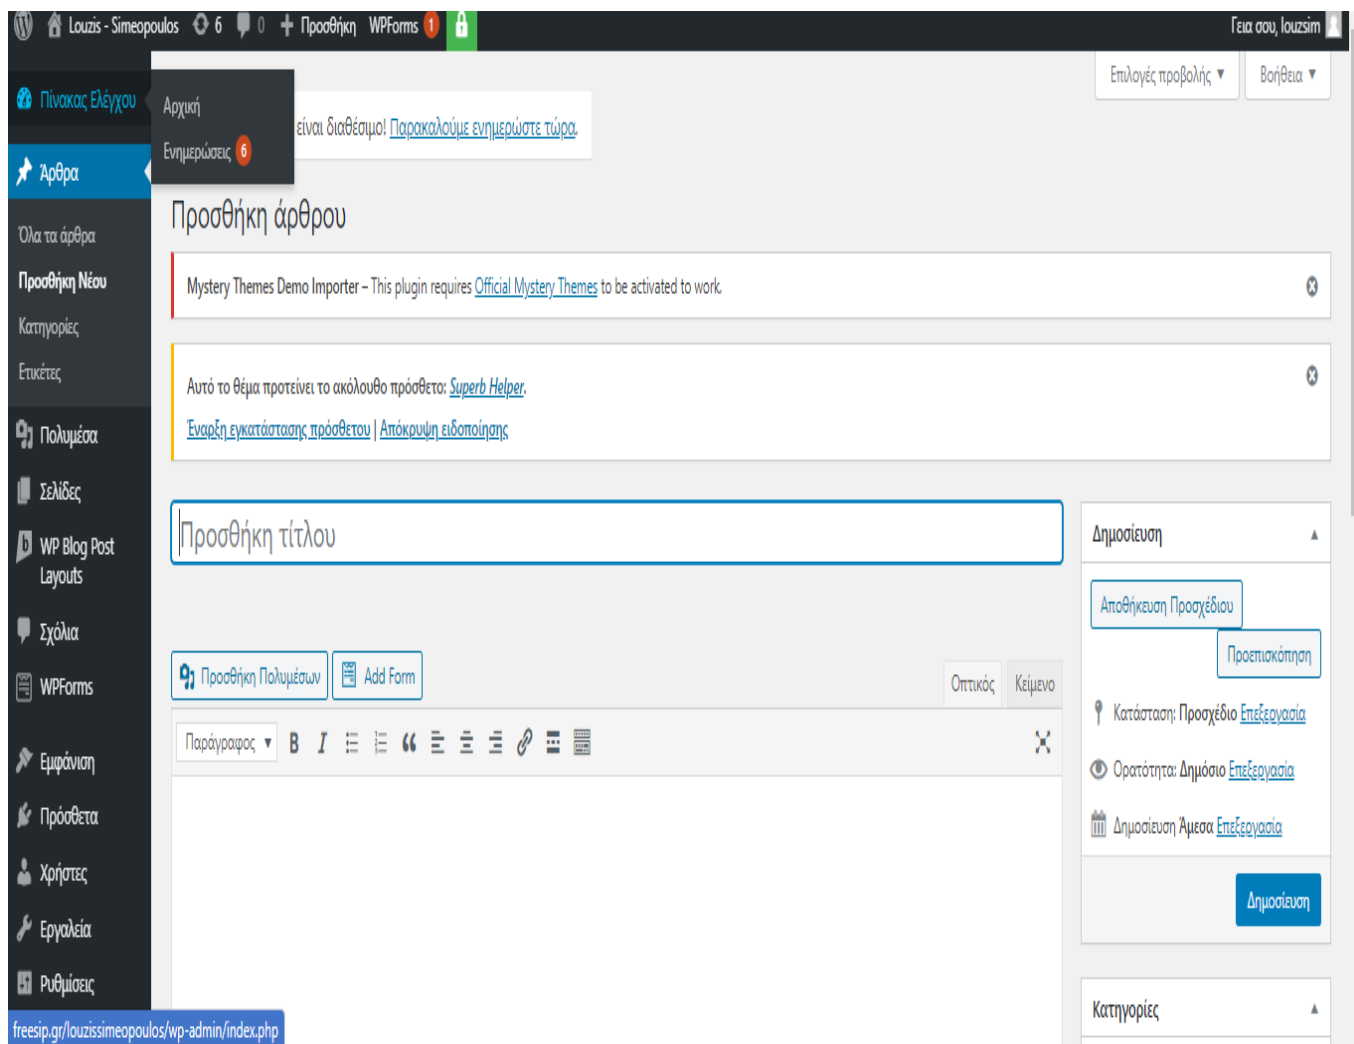 Louzis - Simeopoulos 6 0 Προσθήκη WPForms 1
Γεια σου, louzsim
Πίνακας Ελέγχου
Αρχική
Ενημερώσεις 6
Άρθρα
Όλα τα άρθρα
Προσθήκη Νέου
Κατηγορίες
Ετικέτες
Πολυμέσα
Σελίδες
WP Blog Post
Layouts
Σχόλια
WPForms
Εμφάνιση
Πρόσθετα
Χρήστες
Εργαλεία
Ρυθμίσεις
freesip.gr/louzissimeopoulos/wp-admin/index.php
Επιλογές προβολής
Βοήθεια
είναι διαθέσιμο! Παρακαλούμε ενημερώστε τώρα.
Προσθήκη άρθρου
Mystery Themes Demo Importer – This plugin requires Official Mystery Themes to be activated to work.
Αυτό το θέμα προτείνει το ακόλουθο πρόσθετο: Superb Helper.
Έναρξη εγκατάστασης πρόσθετου | Απόκρυψη ειδοποίησης
Προσθήκη τίτλου
Προσθήκη Πολυμέσων
Add Form
Οπτικός
Κείμενο
Παράγραφος B I
Δημοσίευση
Αποθήκευση Προσχέδιου
Προεπισκόπηση
Κατάσταση: Προσχέδιο Επεξεργασία
Ορατότητα: Δημόσιο Επεξεργασία
Δημοσίευση Άμεσα Επεξεργασία
Δημοσίευση
Κατηγορίες